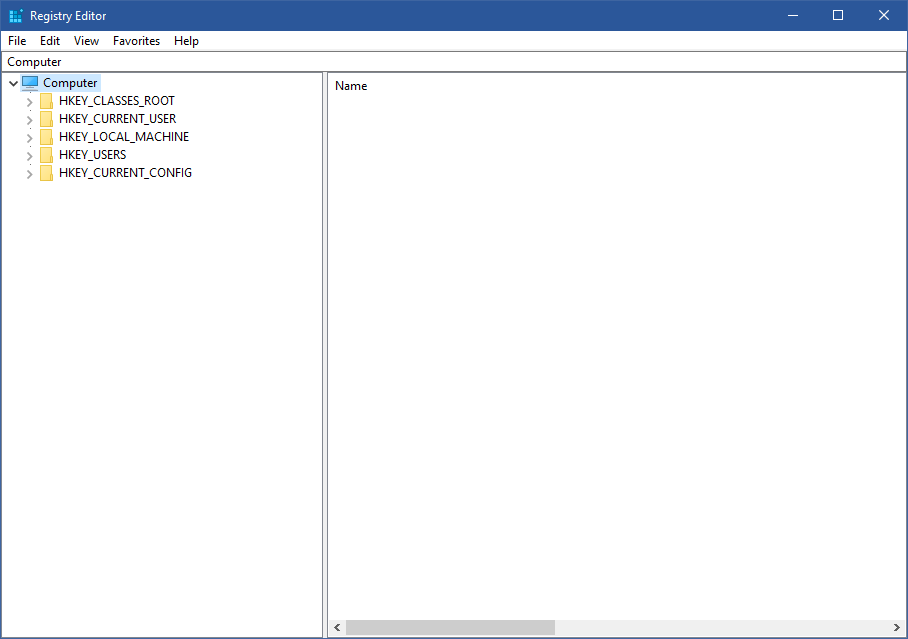 Registry Editor
File Edit View Favorites Help
Computer
Computer
HKEY_CLASSES_ROOT
HKEY_CURRENT_USER
HKEY_LOCAL_MACHINE
HKEY_USERS
HKEY_CURRENT_CONFIG
Name